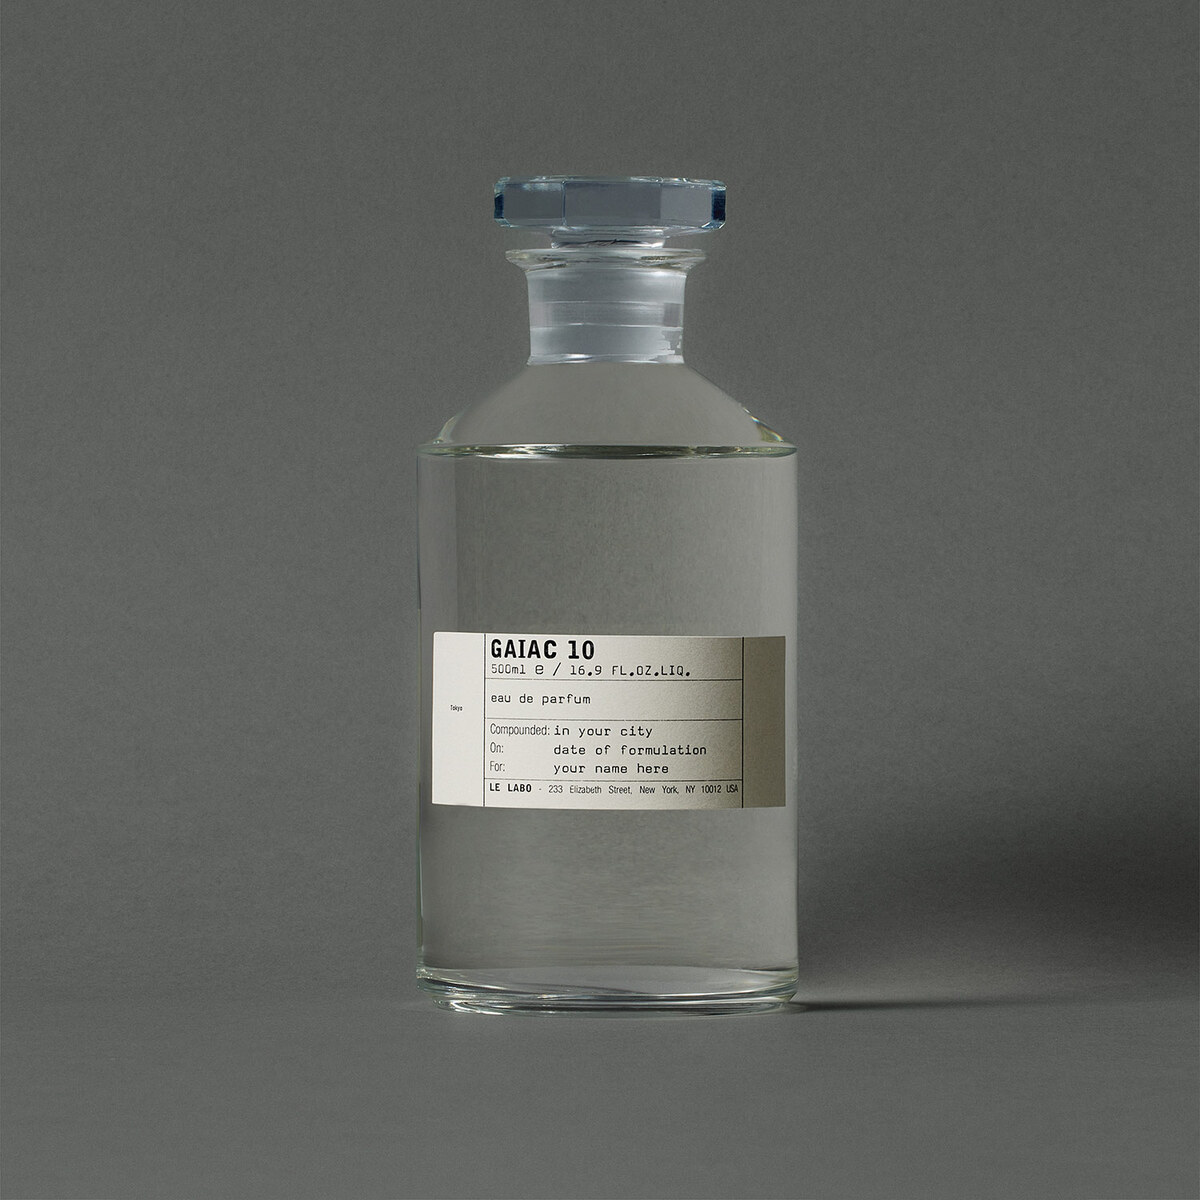 GAIAC 10
500ml e / 16.9 FL.OZ.LIQ.
eau de parfum
Tokyo
Compounded: in your city
On: date of formulation
For: your name here
LE LABO - 233 Elizabeth Street, New York, NY 10012 USA